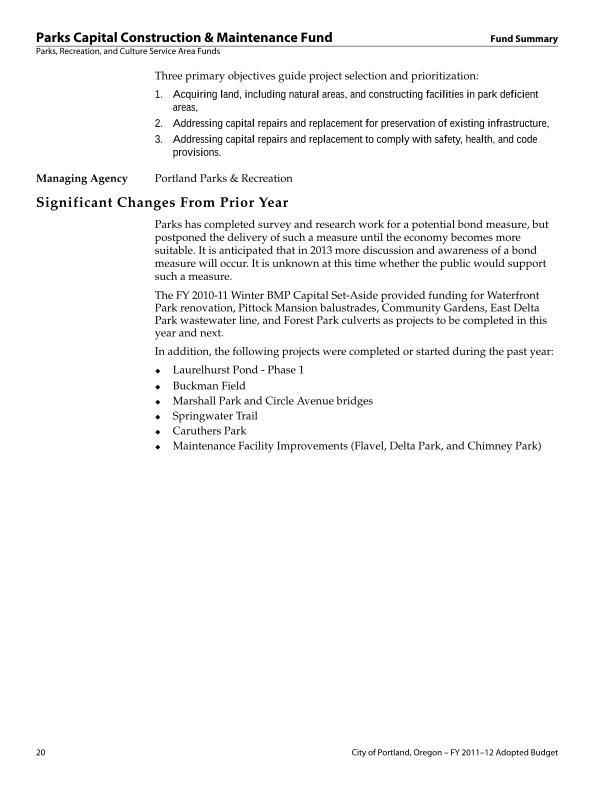 Parks Capital Construction & Maintenance Fund Fund Summary
Parks, Recreation, and Culture Service Area Funds
Three primary objectives guide project selection and prioritization:
1. Acquiring land, including natural areas, and constructing facilities in park deficient
areas,
2. Addressing capital repairs and replacement for preservation of existing infrastructure,
3. Addressing capital repairs and replacement to comply with safety, health, and code
provisions.
Managing Agency Portland Parks & Recreation
Significant Changes From Prior Year
Parks has completed survey and research work for a potential bond measure, but
postponed the delivery of such a measure until the economy becomes more
suitable. It is anticipated that in 2013 more discussion and awareness of a bond
measure will occur. It is unknown at this time whether the public would support
such a measure.
The FY 2010-11 Winter BMP Capital Set-Aside provided funding for Waterfront
Park renovation, Pittock Mansion balustrades, Community Gardens, East Delta
Park wastewater line, and Forest Park culverts as projects to be completed in this
year and next.
In addition, the following projects were completed or started during the past year:
◆ Laurelhurst Pond - Phase 1
◆ Buckman Field
◆ Marshall Park and Circle Avenue bridges
◆ Springwater Trail
◆ Caruthers Park
◆ Maintenance Facility Improvements (Flavel, Delta Park, and Chimney Park)
20 City of Portland, Oregon – FY 2011–12 Adopted Budget